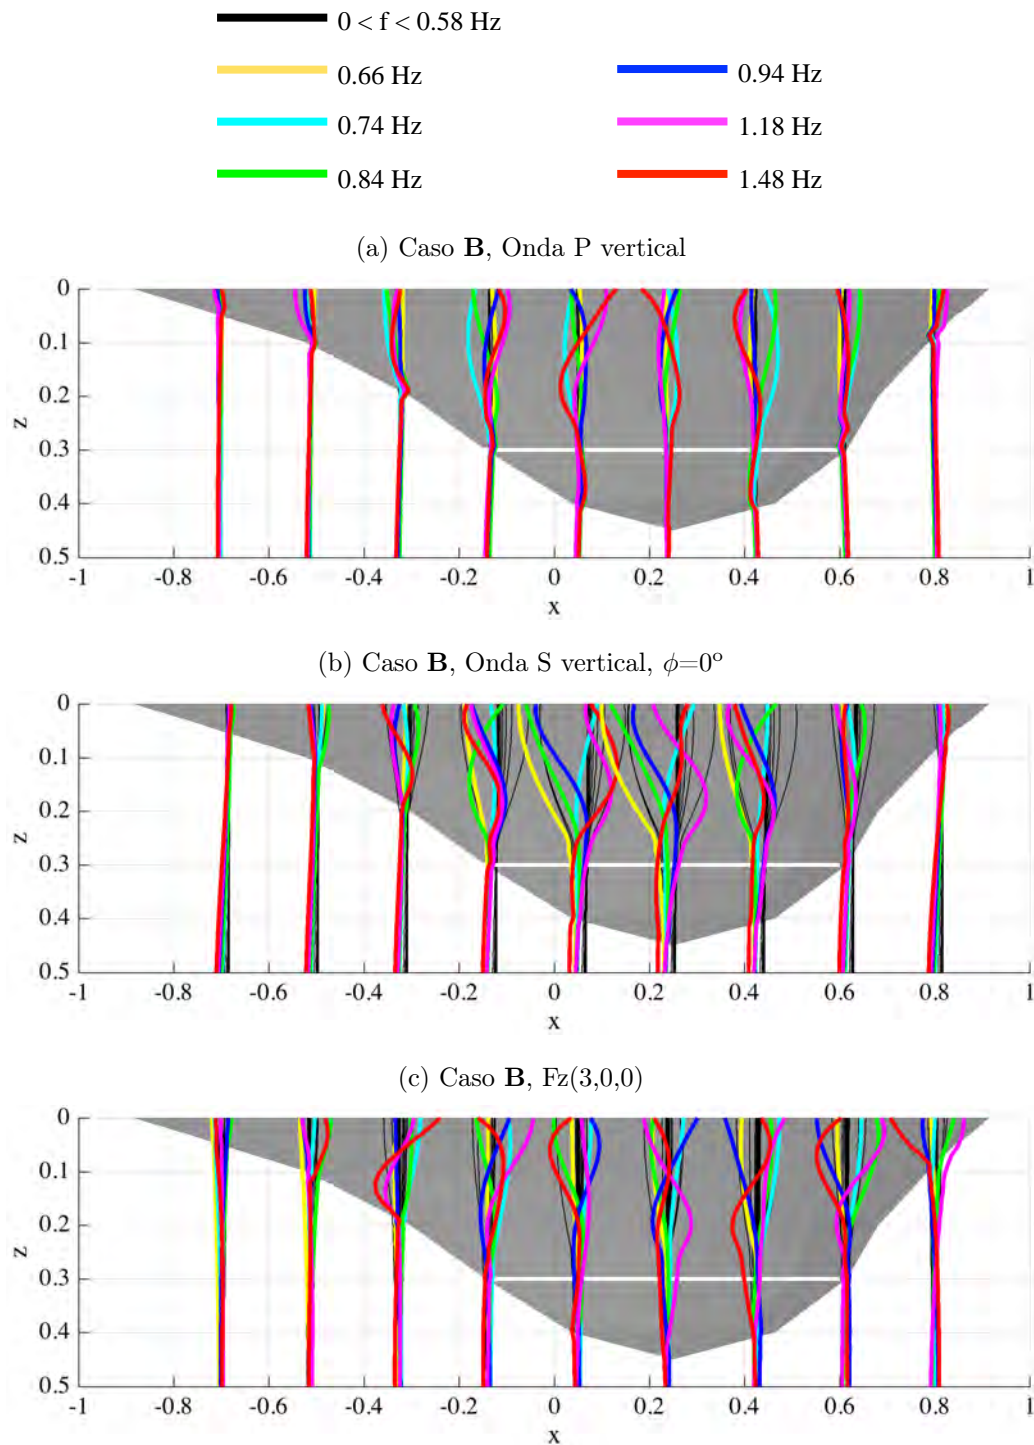 0 < f < 0.58 Hz
0.66 Hz 0.94 Hz
0.74 Hz 1.18 Hz
0.84 Hz 1.48 Hz
(a) Caso B, Onda P vertical
0
0.1
0.2
z
0.3
0.4
0.5
-1 -0.8 -0.6 -0.4 -0.2 0 0.2 0.4 0.6 0.8 1
x
(b) Caso B, Onda S vertical, ϕ=0º
0
0.1
0.2
z
0.3
0.4
0.5
-1 -0.8 -0.6 -0.4 -0.2 0 0.2 0.4 0.6 0.8 1
x
(c) Caso B, Fz(3,0,0)
0
0.1
0.2
z
0.3
0.4
0.5
-1 -0.8 -0.6 -0.4 -0.2 0 0.2 0.4 0.6 0.8 1
x